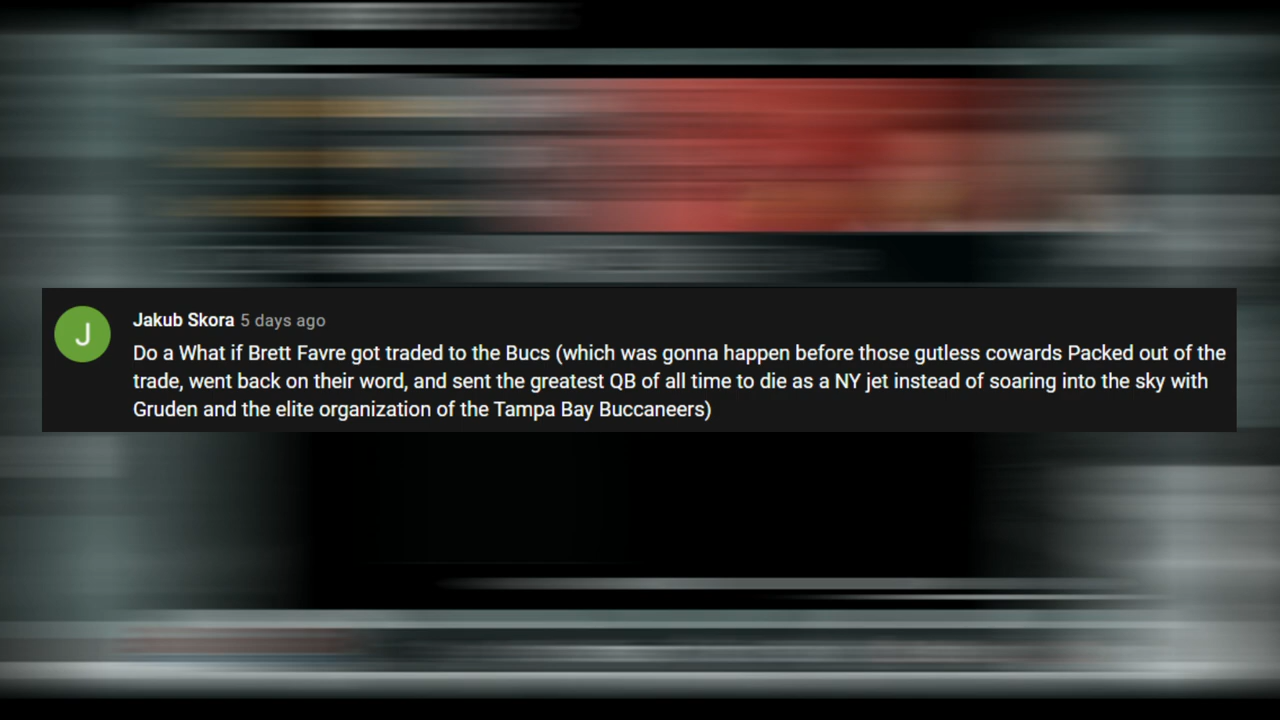 J
Jakub Skora 5 days ago
Do a What if Brett Favre got traded to the Bucs (which was gonna happen before those gutless cowards Packed out of the
trade, went back on their word, and sent the greatest QB of all time to die as a NY jet instead of soaring into the sky with
Gruden and the elite organization of the Tampa Bay Buccaneers)